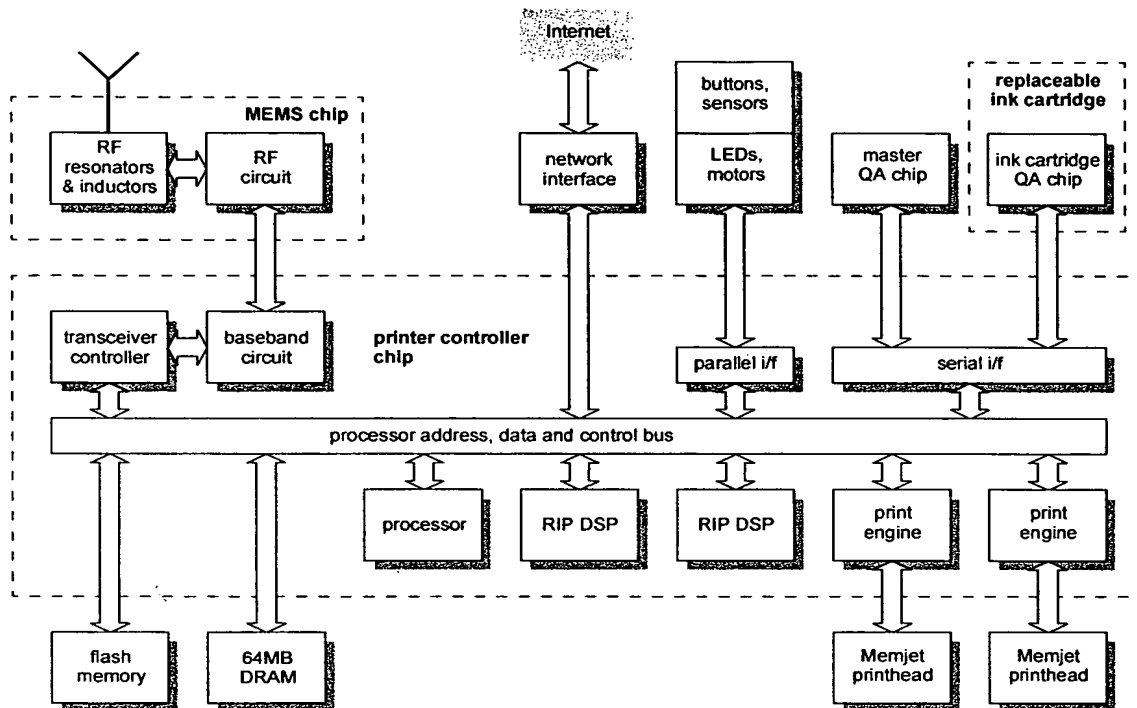 Internet
MEMS chip
RF
resonators
& inductors
RF
circuit
network
interface
buttons,
sensors
LEDs,
motors
master
QA chip
replaceable
ink cartridge
ink cartridge
QA chip
transceiver
controller
baseband
circuit
printer controller
chip
parallel i/f
serial i/f
processor address, data and control bus
processor
RIP DSP
RIP DSP
print
engine
print
engine
flash
memory
64MB
DRAM
Memjet
printhead
Memjet
printhead